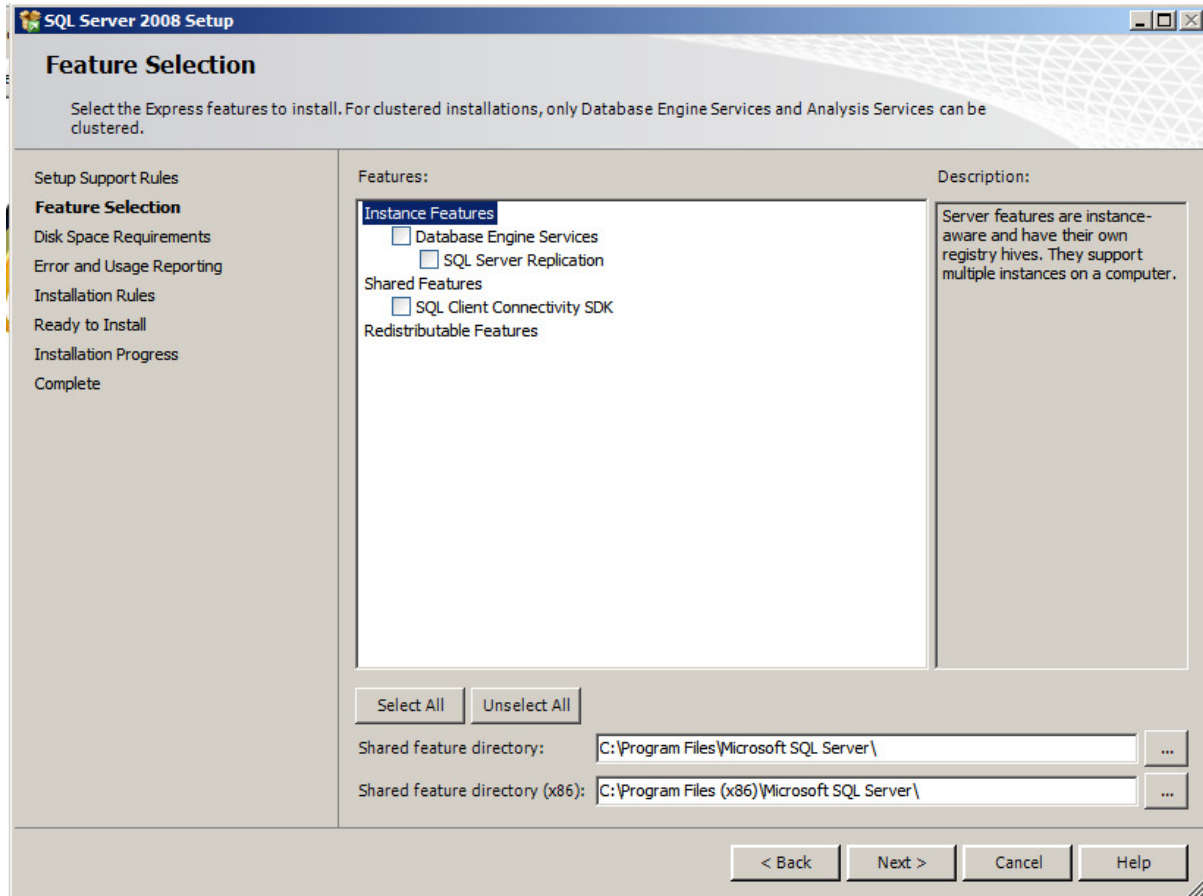 SQL Server 2008 Setup
Feature Selection
Select the Express features to install. For clustered installations, only Database Engine Services and Analysis Services can be
clustered.
Setup Support Rules
Feature Selection
Disk Space Requirements
Error and Usage Reporting
Installation Rules
Ready to Install
Installation Progress
Complete
Features:
Instance Features
Database Engine Services
SQL Server Replication
Shared Features
SQL Client Connectivity SDK
Redistributable Features
Description:
Server features are instance-
aware and have their own
registry hives. They support
multiple instances on a computer.
Select All
Unselect All
Shared feature directory:
C:\Program Files\Microsoft SQL Server\
...
Shared feature directory (x86):
C:\Program Files (x86)\Microsoft SQL Server\
...
< Back
Next >
Cancel
Help